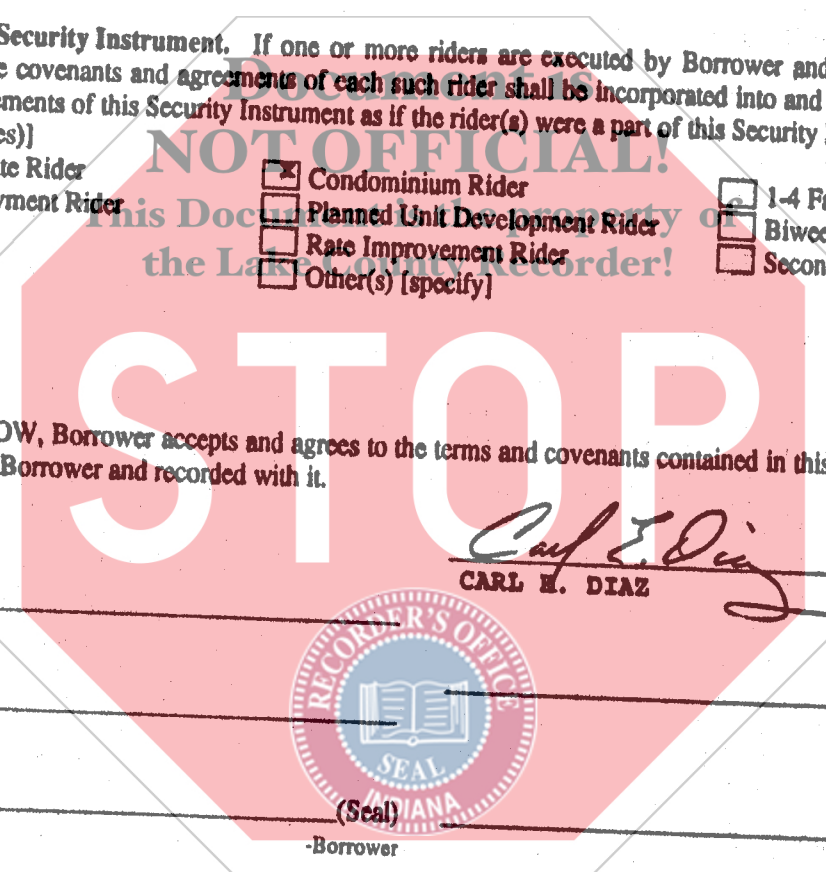 Security Instrument. If one or more riders are executed by Borrower and
e covenants and agreements of each such rider shall be incorporated into and
ements of this Security Instrument as if the rider(s) were a part of this Security
es)]
te Rider
yment Rider
Condominium Rider
Planned Unit Development Rider
Rate Improvement Rider
Other(s) [specify]
1-4 Fa
Biwee
Secon
Document is
NOT OFFICIAL!
This Document is the property of
the Lake County Recorder!
STOP
OW, Borrower accepts and agrees to the terms and covenants contained in this
Borrower and recorded with it.
Carl E. Diaz
CARL E. DIAZ
RECORDER'S OFFICE
SEAL
INDIANA
(Seal)
-Borrower